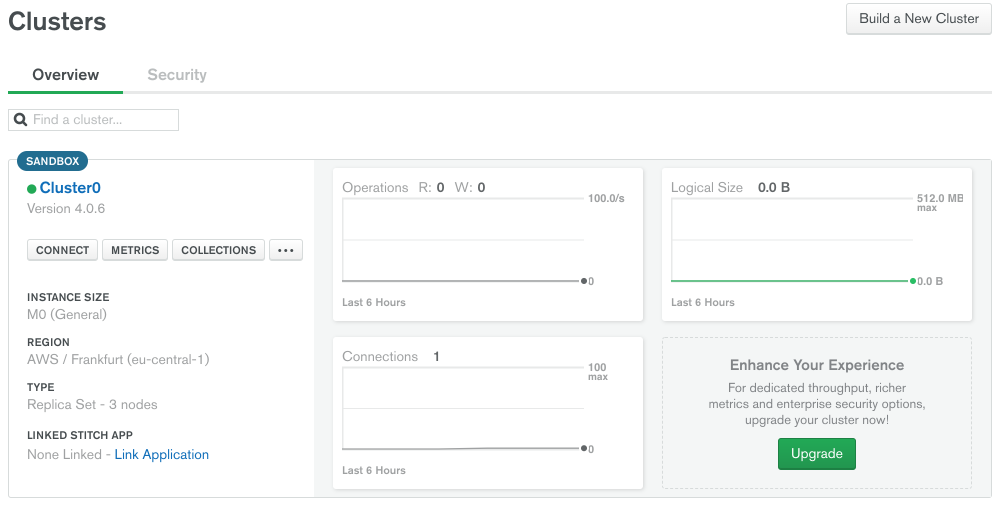 Clusters
Build a New Cluster
Overview
Security
Find a cluster...
SANDBOX
Cluster0
Version 4.0.6
CONNECT
METRICS
COLLECTIONS
...
INSTANCE SIZE
M0 (General)
REGION
AWS / Frankfurt (eu-central-1)
TYPE
Replica Set - 3 nodes
LINKED STITCH APP
None Linked - Link Application
Operations R: 0 W: 0
100.0/s
0
Last 6 Hours
Logical Size 0.0 B
512.0 MB
max
0.0 B
Last 6 Hours
Connections 1
100
max
0
Last 6 Hours
Enhance Your Experience
For dedicated throughput, richer
metrics and enterprise security options,
upgrade your cluster now!
Upgrade